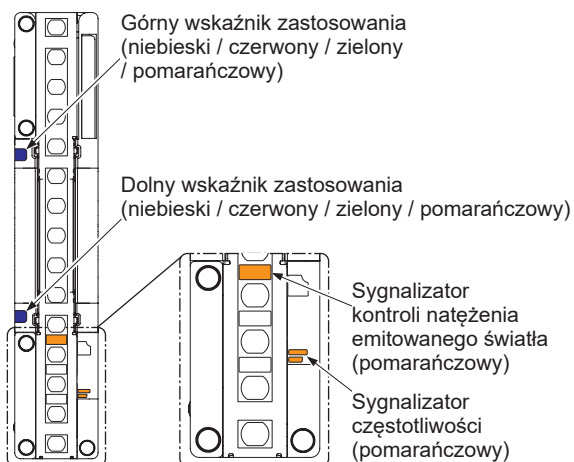 Górny wskaźnik zastosowania
(niebieski / czerwony / zielony
/ pomarańczowy)
Dolny wskaźnik zastosowania
(niebieski / czerwony / zielony / pomarańczowy)
Sygnalizator
kontroli natężenia
emitowanego światła
(pomarańczowy)
Sygnalizator
częstotliwości
(pomarańczowy)